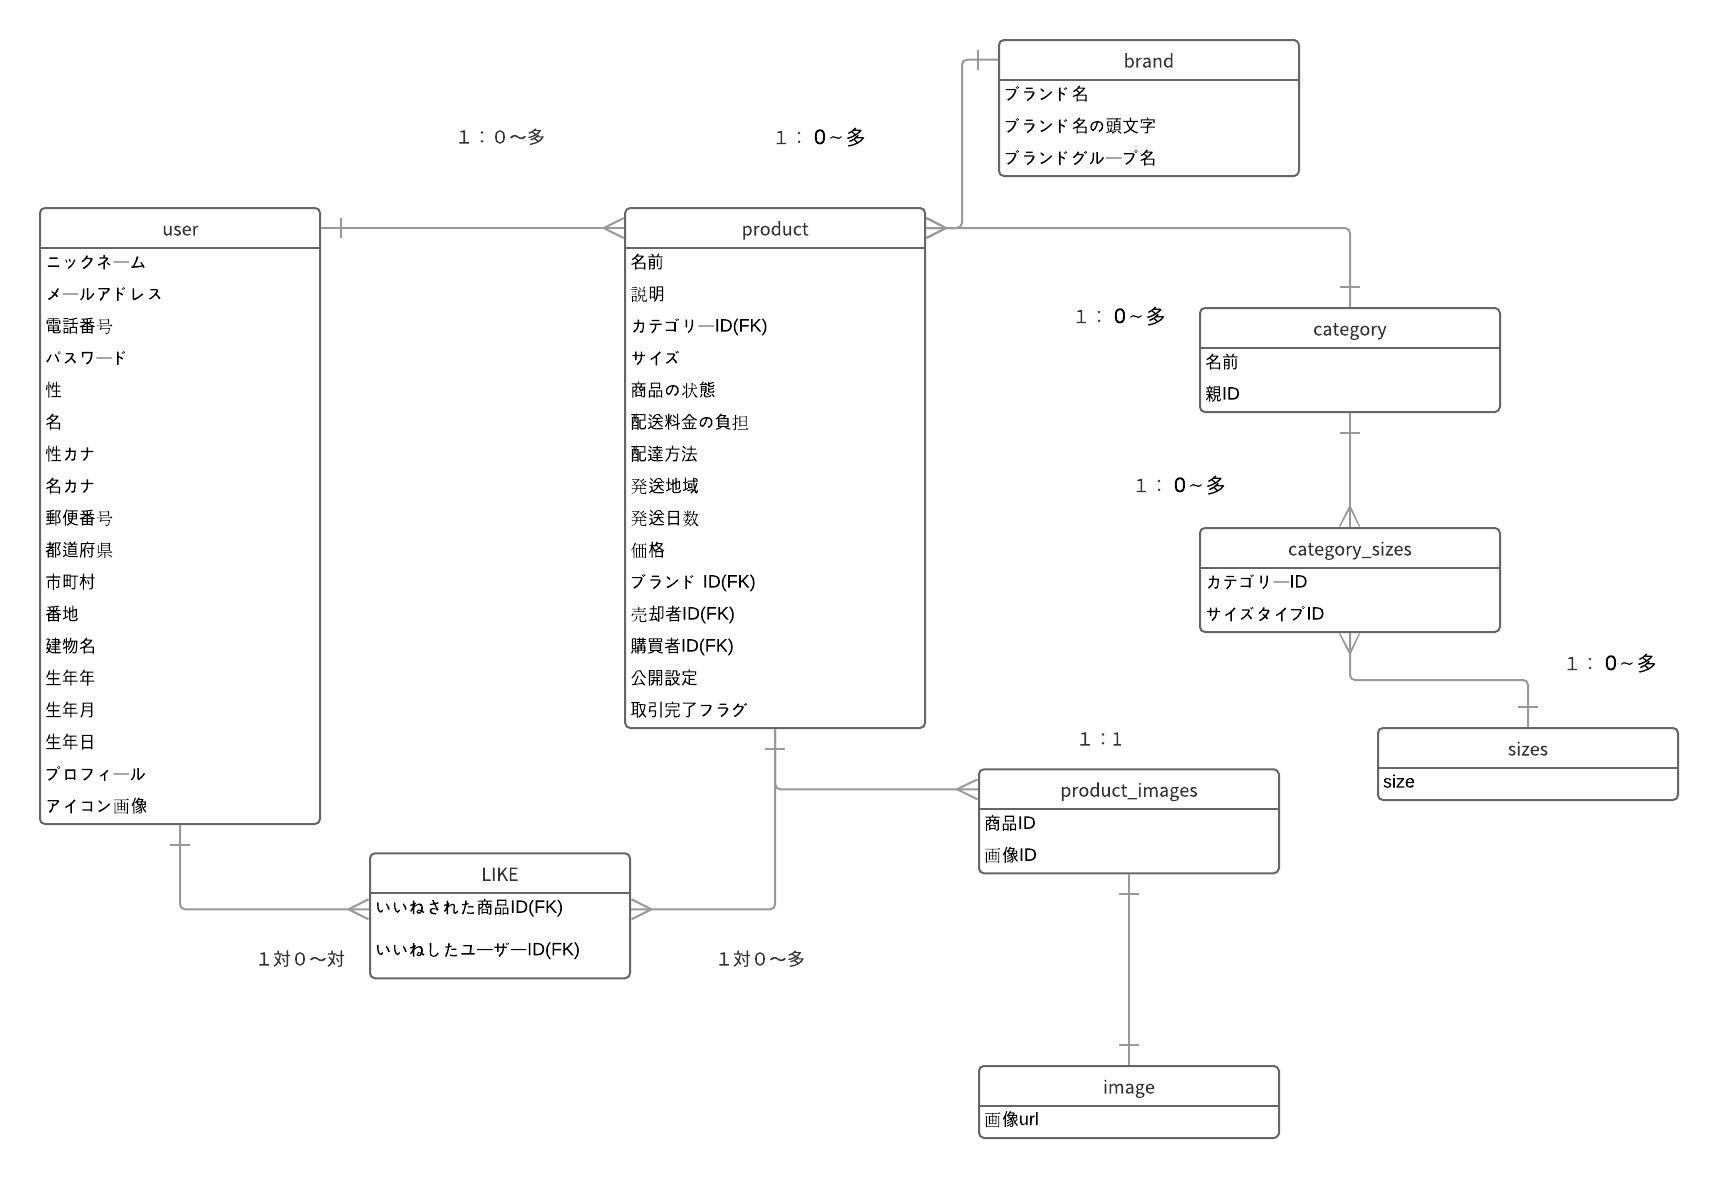 brand
ブランド名
ブランド名の頭文字
ブランドグループ名
１：０〜多
１： 0~多
user
ニックネーム
メールアドレス
電話番号
パスワード
性
名
性カナ
名カナ
郵便番号
都道府県
市町村
番地
建物名
生年年
生年月
生年日
プロフィール
アイコン画像
product
名前
説明
カテゴリーID(FK)
サイズ
商品の状態
配送料金の負担
配達方法
発送地域
発送日数
価格
ブランド ID(FK)
売却者ID(FK)
購買者ID(FK)
公開設定
取引完了フラグ
１： 0~多
category
名前
親ID
１： 0~多
category_sizes
カテゴリーID
サイズタイプID
１： 0~多
sizes
size
１：1
product_images
商品ID
画像ID
LIKE
いいねされた商品ID(FK)
いいねしたユーザーID(FK)
１対０〜対
１対０〜多
image
画像url